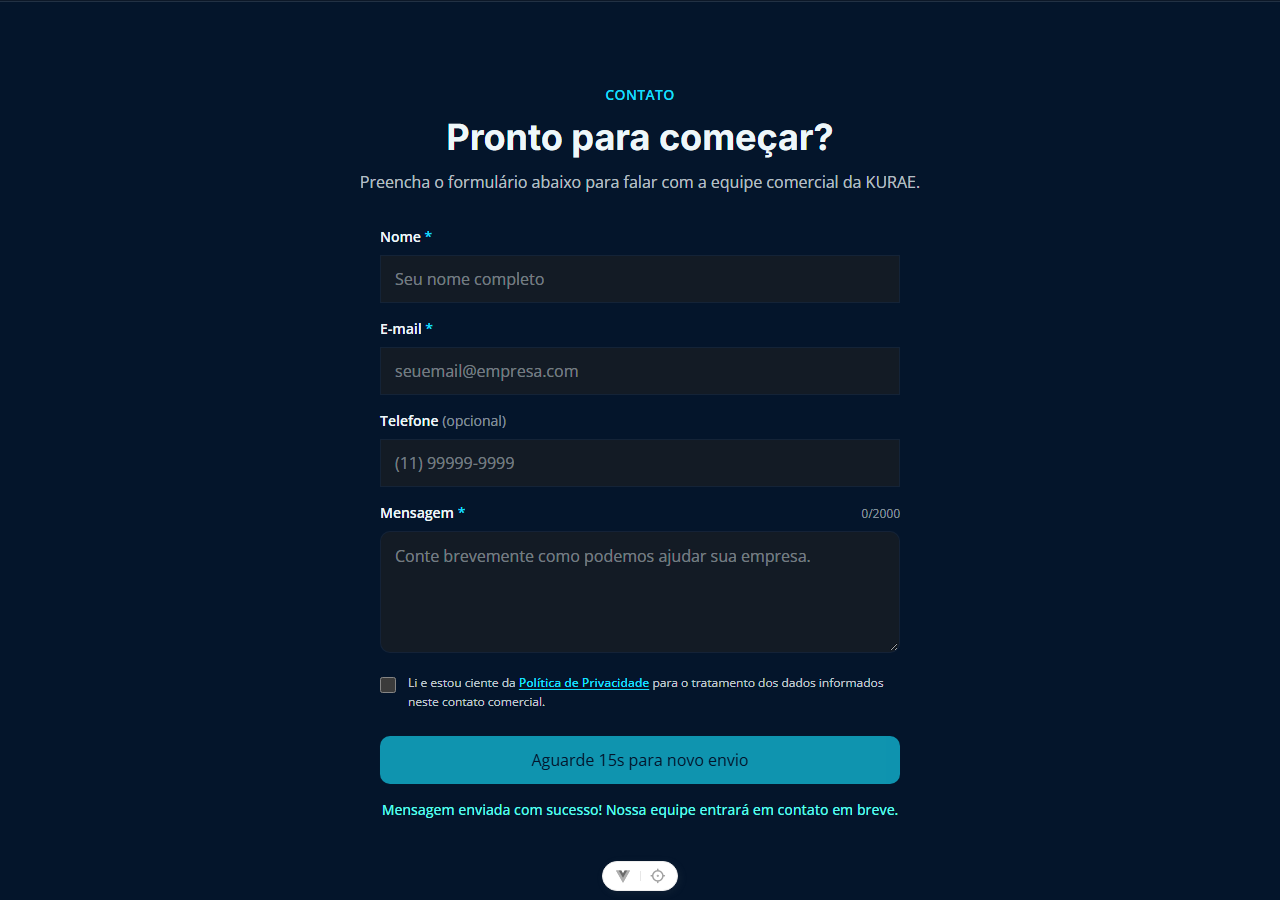 CONTATO
Pronto para começar?
Preencha o formulário abaixo para falar com a equipe comercial da KURAE.
Nome *
Seu nome completo
E-mail *
seuemail@empresa.com
Telefone (opcional)
(11) 99999-9999
Mensagem * 0/2000
Conte brevemente como podemos ajudar sua empresa.
Li e estou ciente da Política de Privacidade para o tratamento dos dados informados
neste contato comercial.
Aguarde 15s para novo envio
Mensagem enviada com sucesso! Nossa equipe entrará em contato em breve.